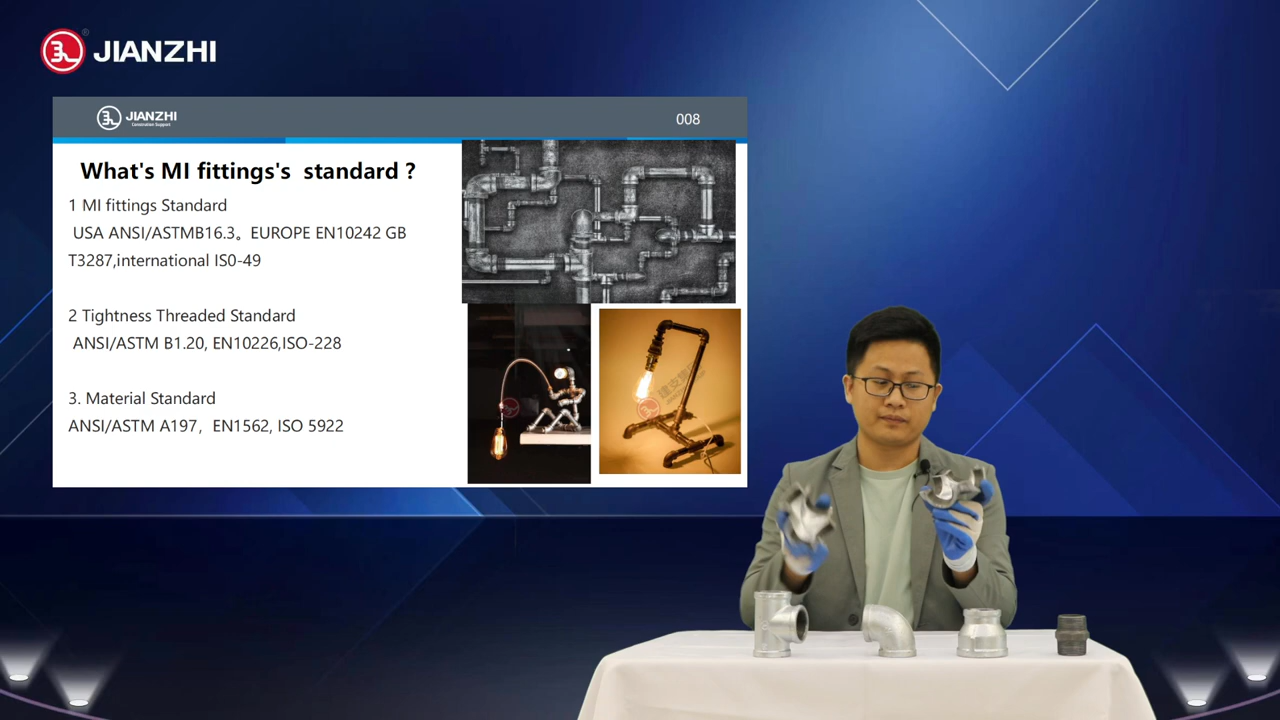 JIANZHI
JIANZHI
Construction Support
008
What's MI fittings's standard ?
1 MI fittings Standard
USA ANSI/ASTMB16.3。EUROPE EN10242 GB
T3287,international IS0-49
2 Tightness Threaded Standard
ANSI/ASTM B1.20, EN10226,ISO-228
3. Material Standard
ANSI/ASTM A197，EN1562, ISO 5922